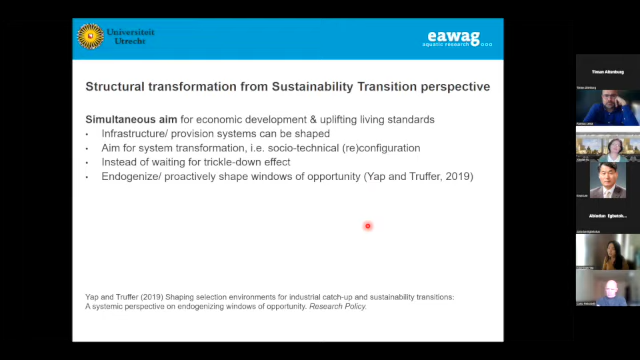 Universiteit
Utrecht
eawag
aquatic research
Structural transformation from Sustainability Transition perspective
Simultaneous aim for economic development & uplifting living standards
• Infrastructure/ provision systems can be shaped
• Aim for system transformation, i.e. socio-technical (re)configuration
• Instead of waiting for trickle-down effect
• Endogenize/ proactively shape windows of opportunity (Yap and Truffer, 2019)
Yap and Truffer (2019) Shaping selection environments for industrial catch-up and sustainability transitions:
A systemic perspective on endogenizing windows of opportunity. Research Policy.
Tilman Altenburg
Tilman Altenburg